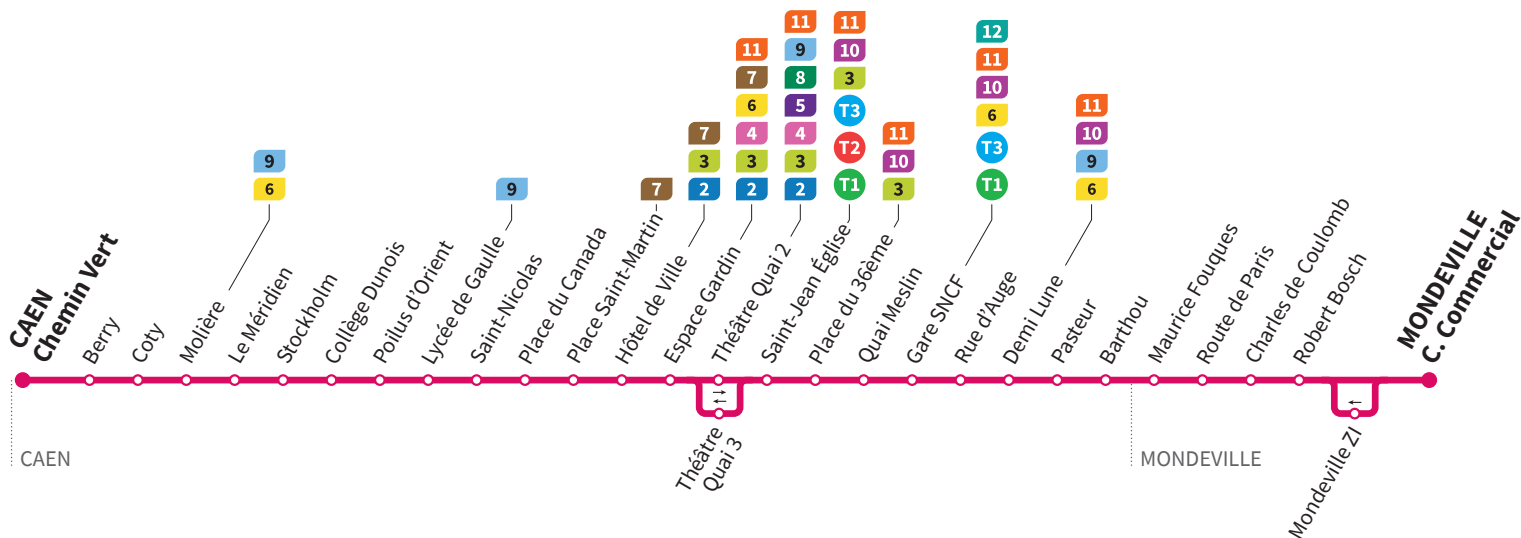 9
6
9
7
7
3
2
11
7
6
4
3
2
11
9
8
5
4
3
2
11
10
3
T3
T2
T1
11
10
3
12
11
10
6
T3
T1
11
10
9
6
CAEN
Chemin Vert
Berry
Coty
Molière
Le Méridien
Stockholm
Collège Dunois
Poilus d'Orient
Lycée de Gaulle
Saint-Nicolas
Place du Canada
Place Saint-Martin
Hôtel de Ville
Espace Gardin
Théâtre Quai 2
Saint-Jean Église
Place du 36ème
Quai Meslin
Gare SNCF
Rue d'Auge
Demi Lune
Pasteur
Barthou
Maurice Fouques
Route de Paris
Charles de Coulomb
Robert Bosch
MONDEVILLE
C. Commercial
Théâtre
Quai 3
Mondeville ZI
CAEN
MONDEVILLE